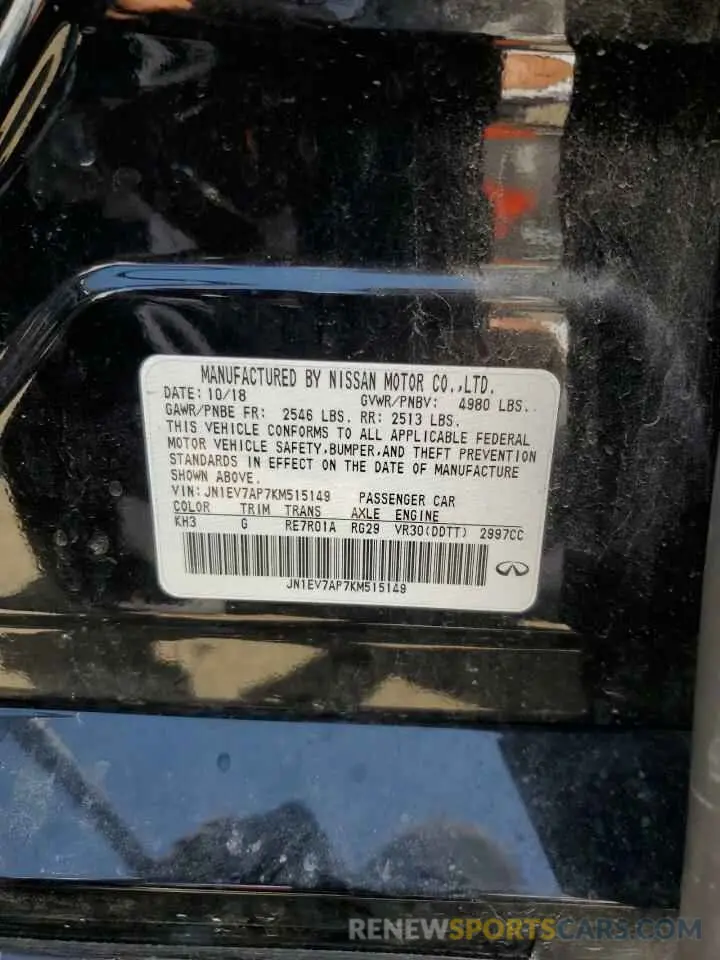 MANUFACTURED BY NISSAN MOTOR CO.,LTD.
DATE: 10/18 GVWR/PNBV: 4980 LBS.
GAWR/PNBE FR: 2546 LBS. RR: 2513 LBS.
THIS VEHICLE CONFORMS TO ALL APPLICABLE FEDERAL
MOTOR VEHICLE SAFETY,BUMPER,AND THEFT PREVENTION
STANDARDS IN EFFECT ON THE DATE OF MANUFACTURE
SHOWN ABOVE.
VIN: JN1EV7AP7KM515149 PASSENGER CAR
COLOR TRIM TRANS AXLE ENGINE
KH3 G RE7R01A RG29 VR30(DDTT) 2997CC
JN1EV7AP7KM515149
RENEWSPORTSCARS.COM